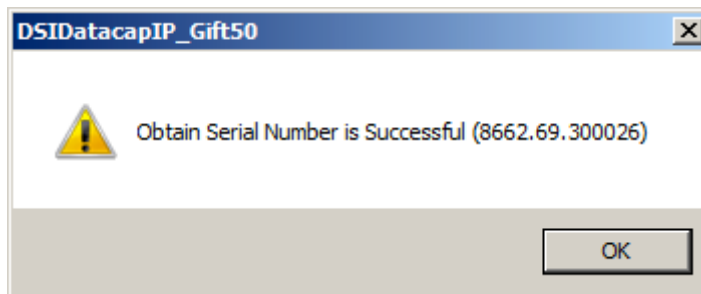 DSIDatacapIP_Gift50
Obtain Serial Number is Successful (8662.69.300026)
OK